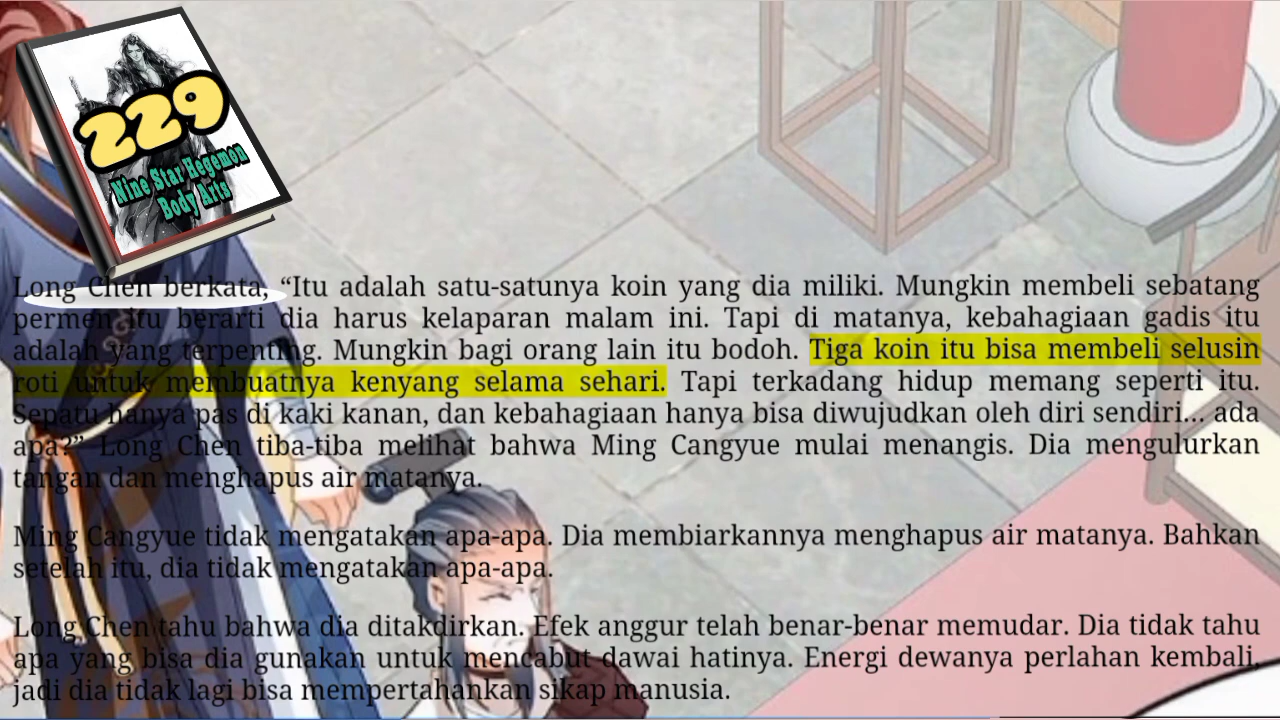 229
Nine Star Hegemon
Body Arts
Long Chen berkata, “Itu adalah satu-satunya koin yang dia miliki. Mungkin membeli sebatang
permen itu berarti dia harus kelaparan malam ini. Tapi di matanya, kebahagiaan gadis itu
adalah yang terpenting. Mungkin bagi orang lain itu bodoh. Tiga koin itu bisa membeli selusin
roti untuk membuatnya kenyang selama sehari. Tapi terkadang hidup memang seperti itu.
Sepatu hanya pas di kaki kanan, dan kebahagiaan hanya bisa diwujudkan oleh diri sendiri... ada
apa?” Long Chen tiba-tiba melihat bahwa Ming Cangyue mulai menangis. Dia mengulurkan
tangan dan menghapus air matanya.
Ming Cangyue tidak mengatakan apa-apa. Dia membiarkannya menghapus air matanya. Bahkan
setelah itu, dia tidak mengatakan apa-apa.
Long Chen tahu bahwa dia ditakdirkan. Efek anggur telah benar-benar memudar. Dia tidak tahu
apa yang bisa dia gunakan untuk mencabut dawai hatinya. Energi dewanya perlahan kembali,
jadi dia tidak lagi bisa mempertahankan sikap manusia.